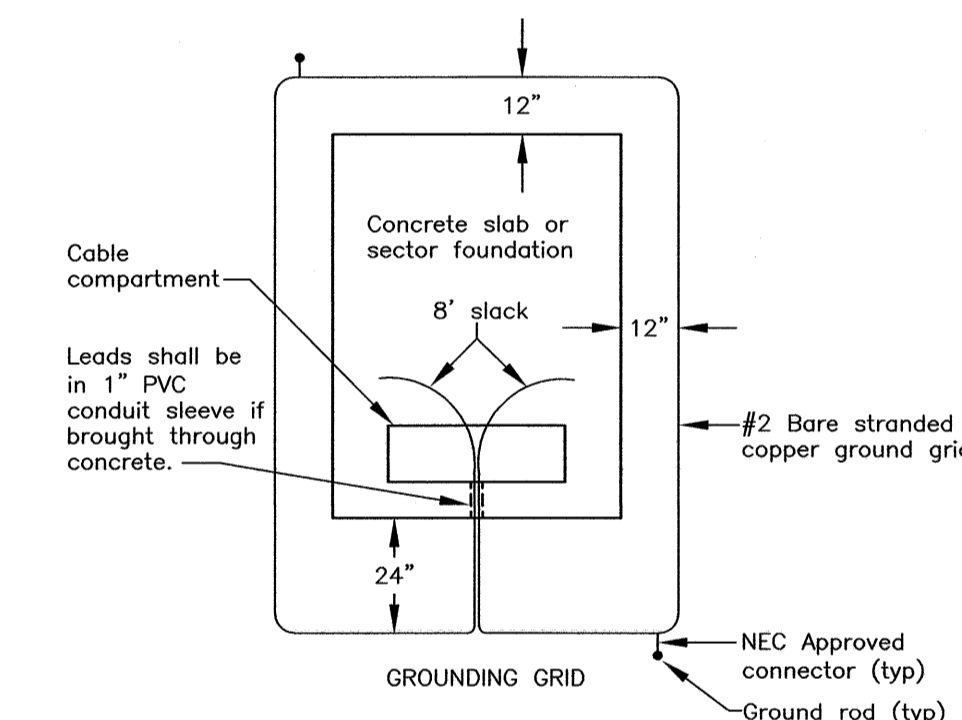 12"
Concrete slab or
sector foundation
Cable
compartment
8' slack
12"
Leads shall be
in 1" PVC
conduit sleeve if
brought through
concrete.
#2 Bare stranded
copper ground
24"
NEC Approved
connector (typ)
GROUNDING GRID
Ground rod (typ)